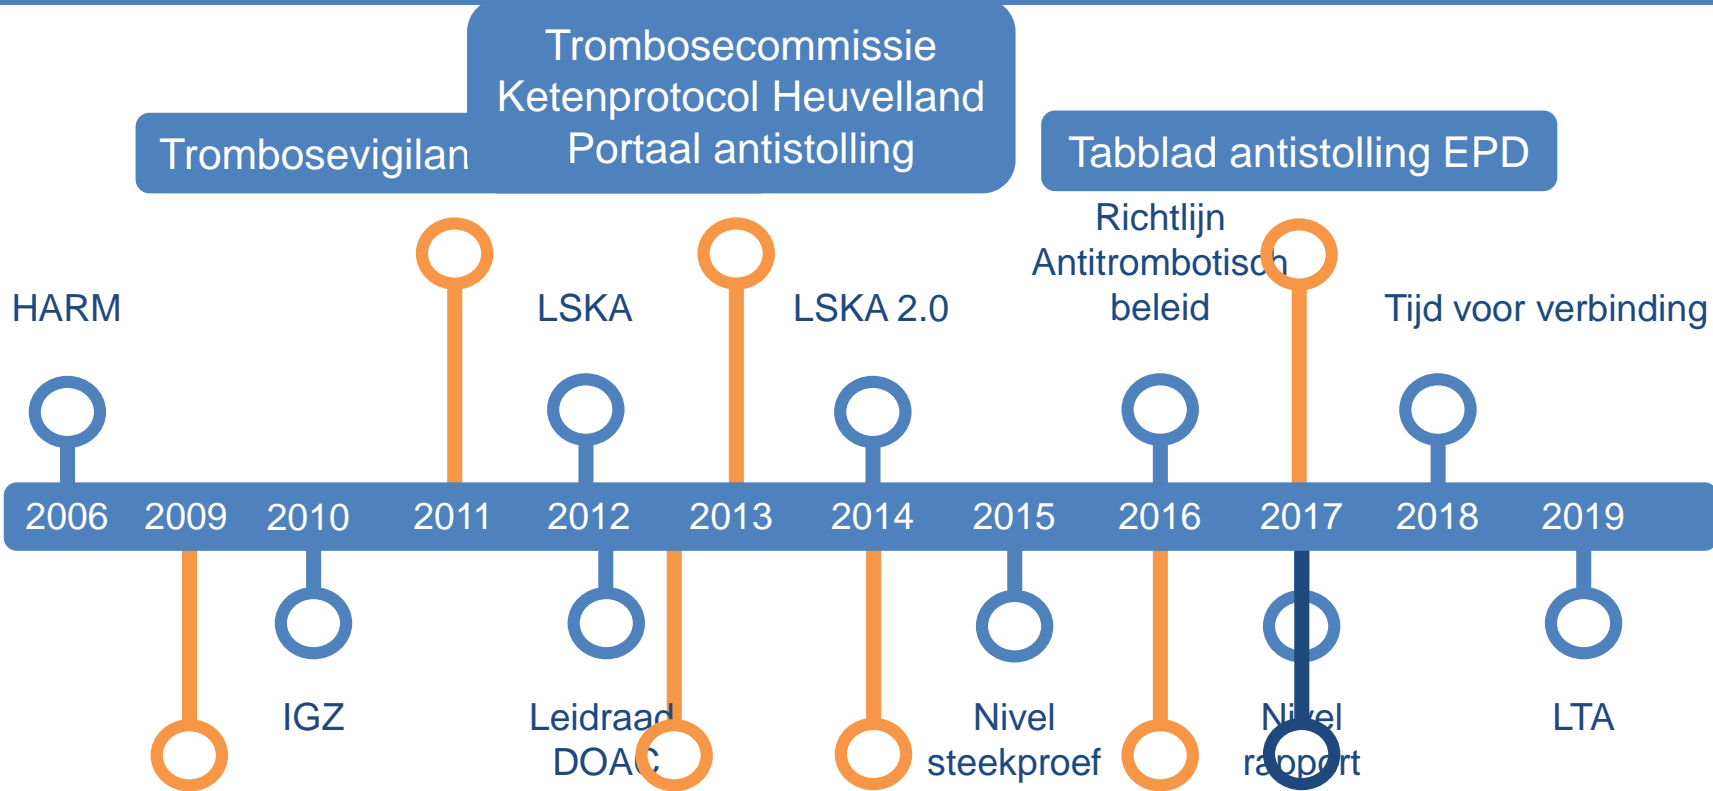 Trombosecommissie
Ketenprotocol Heuvelland
Portaal antistolling
Tabblad antistolling EPD
Richtlijn
Antitrombotisch
beleid
HARM
LSKA
LSKA 2.0
Tijd voor verbinding
2006 2009 2010 2011 2012 2013 2014 2015 2016 2017 2018 2019
IGZ
Leidraad
DOAC
Nivel
steekproef
Nivel
rapport
LTA